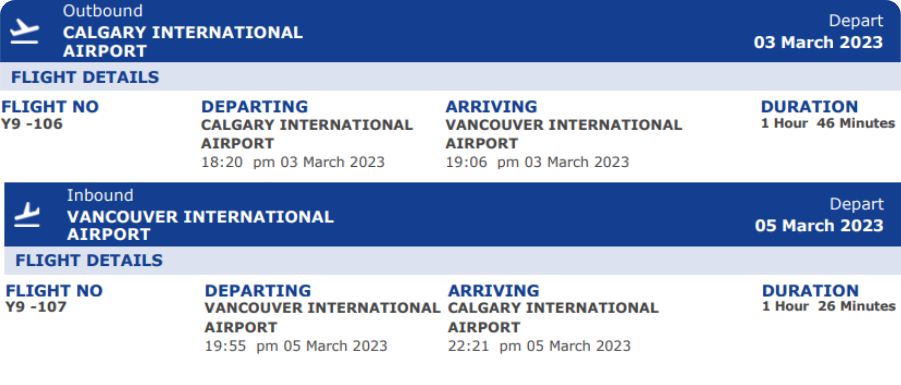 Outbound
CALGARY INTERNATIONAL
AIRPORT
Depart
03 March 2023
FLIGHT DETAILS
FLIGHT NO
Y9 -106
DEPARTING
CALGARY INTERNATIONAL
AIRPORT
18:20 pm 03 March 2023
ARRIVING
VANCOUVER INTERNATIONAL
AIRPORT
19:06 pm 03 March 2023
DURATION
1 Hour 46 Minutes
Inbound
VANCOUVER INTERNATIONAL
AIRPORT
Depart
05 March 2023
FLIGHT DETAILS
FLIGHT NO
Y9 -107
DEPARTING
VANCOUVER INTERNATIONAL
AIRPORT
19:55 pm 05 March 2023
ARRIVING
CALGARY INTERNATIONAL
AIRPORT
22:21 pm 05 March 2023
DURATION
1 Hour 26 Minutes